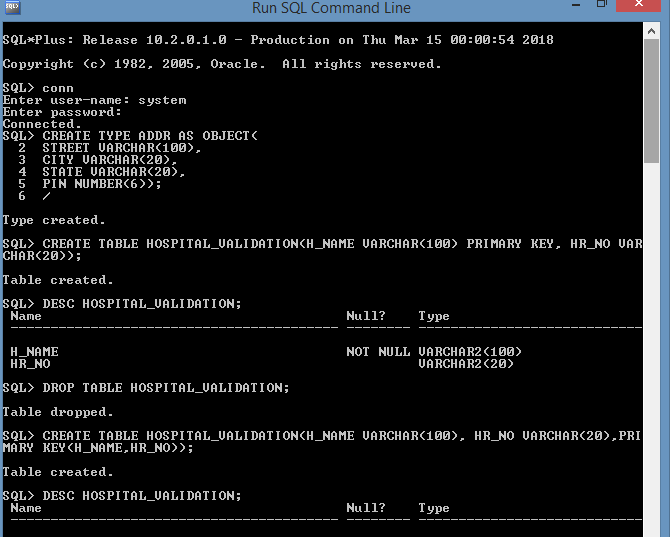 Run SQL Command Line
SQL*Plus: Release 10.2.0.1.0 - Production on Thu Mar 15 00:00:54 2018
Copyright (c) 1982, 2005, Oracle.  All rights reserved.
SQL> conn
Enter user-name: system
Enter password:
Connected.
SQL> CREATE TYPE ADDR AS OBJECT(
  2  STREET VARCHAR(100),
  3  CITY VARCHAR(20),
  4  STATE VARCHAR(20),
  5  PIN NUMBER(6));
  6  /
Type created.
SQL> CREATE TABLE HOSPITAL_VALIDATION(H_NAME VARCHAR(100) PRIMARY KEY, HR_NO VAR
CHAR(20));
Table created.
SQL> DESC HOSPITAL_VALIDATION;
 Name                                      Null?    Type
 ----------------------------------------- -------- ----------------------------
 H_NAME                                    NOT NULL VARCHAR2(100)
 HR_NO                                              VARCHAR2(20)
SQL> DROP TABLE HOSPITAL_VALIDATION;
Table dropped.
SQL> CREATE TABLE HOSPITAL_VALIDATION(H_NAME VARCHAR(100), HR_NO VARCHAR(20),PRI
MARY KEY(H_NAME,HR_NO));
Table created.
SQL> DESC HOSPITAL_VALIDATION;
 Name                                      Null?    Type
 ----------------------------------------- -------- ----------------------------